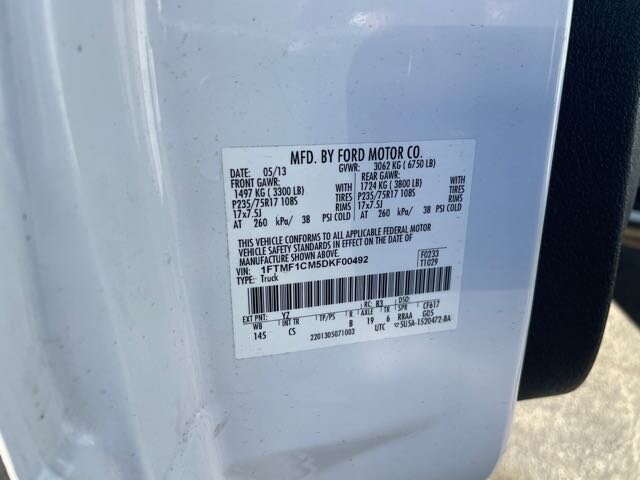 MFD. BY FORD MOTOR CO.
DATE: 05/13 GVWR: 3062 KG (6750 LB)
FRONT GAWR: REAR GAWR:
1497 KG (3300 LB) WITH 1724 KG (3800 LB) WITH
P235/75R17 108S TIRES P235/75R17 108S TIRES
17x7.5J RIMS 17x7.5J RIMS
AT 260 kPa/ 38 PSI COLD AT 260 kPa/ 38 PSI COLD
THIS VEHICLE CONFORMS TO ALL APPLICABLE FEDERAL MOTOR
VEHICLE SAFETY AND THEFT PREVENTION STANDARDS IN EFFECT ON THE DATE OF
MANUFACTURE SHOWN ABOVE.
VIN: 1FTMF1CM5DKF00492 F0233
TYPE: Truck T1029
EXT PNT: YZ RC: 83 DSO:
WB INT TR TP/PS R AXLE TR SPR CF617
145 CS B 19 6 RRAA G05
2201305071003 UTC 5U5A-1520472-BA